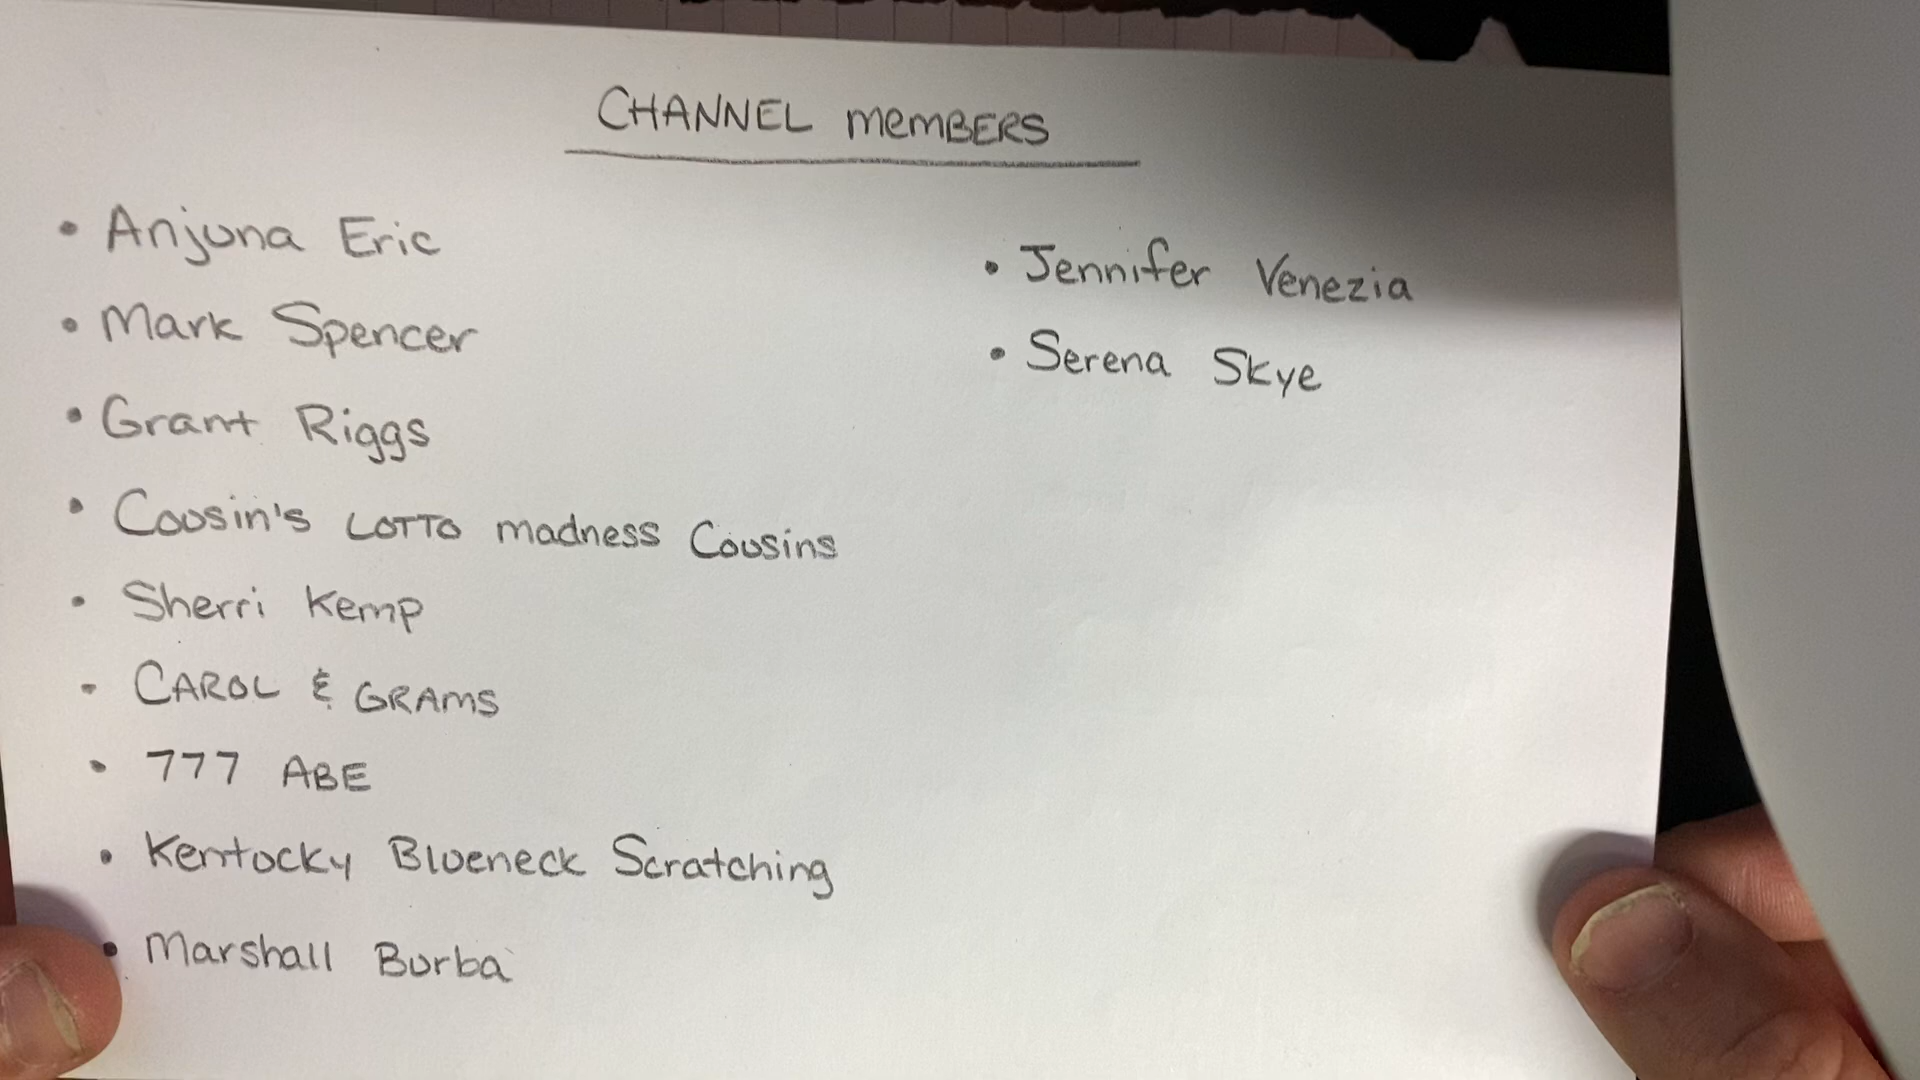 CHANNEL memBERS
• Anjuna Eric
• Mark Spencer
• Grant Riggs
• Cousin's LOTTO madness Cousins
• Sherri Kemp
• CAROL & GRAMS
• 777 ABE
• Kentucky Blueneck Scratching
• Marshall Burba
• Jennifer Venezia
• Serena Skye